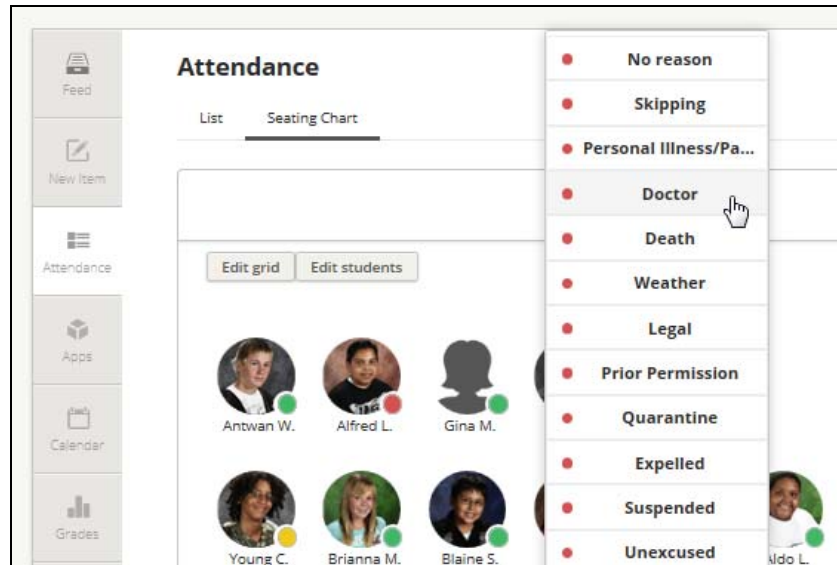 Feed
New Item
Attendance
Apps
Calendar
Grades
Attendance
List Seating Chart
Edit grid Edit students
Antwan W. Alfred L. Gina M.
Young C. Brianna M. Blaine S. Aldo L.
No reason
Skipping
Personal Illness/Pa...
Doctor
Death
Weather
Legal
Prior Permission
Quarantine
Expelled
Suspended
Unexcused